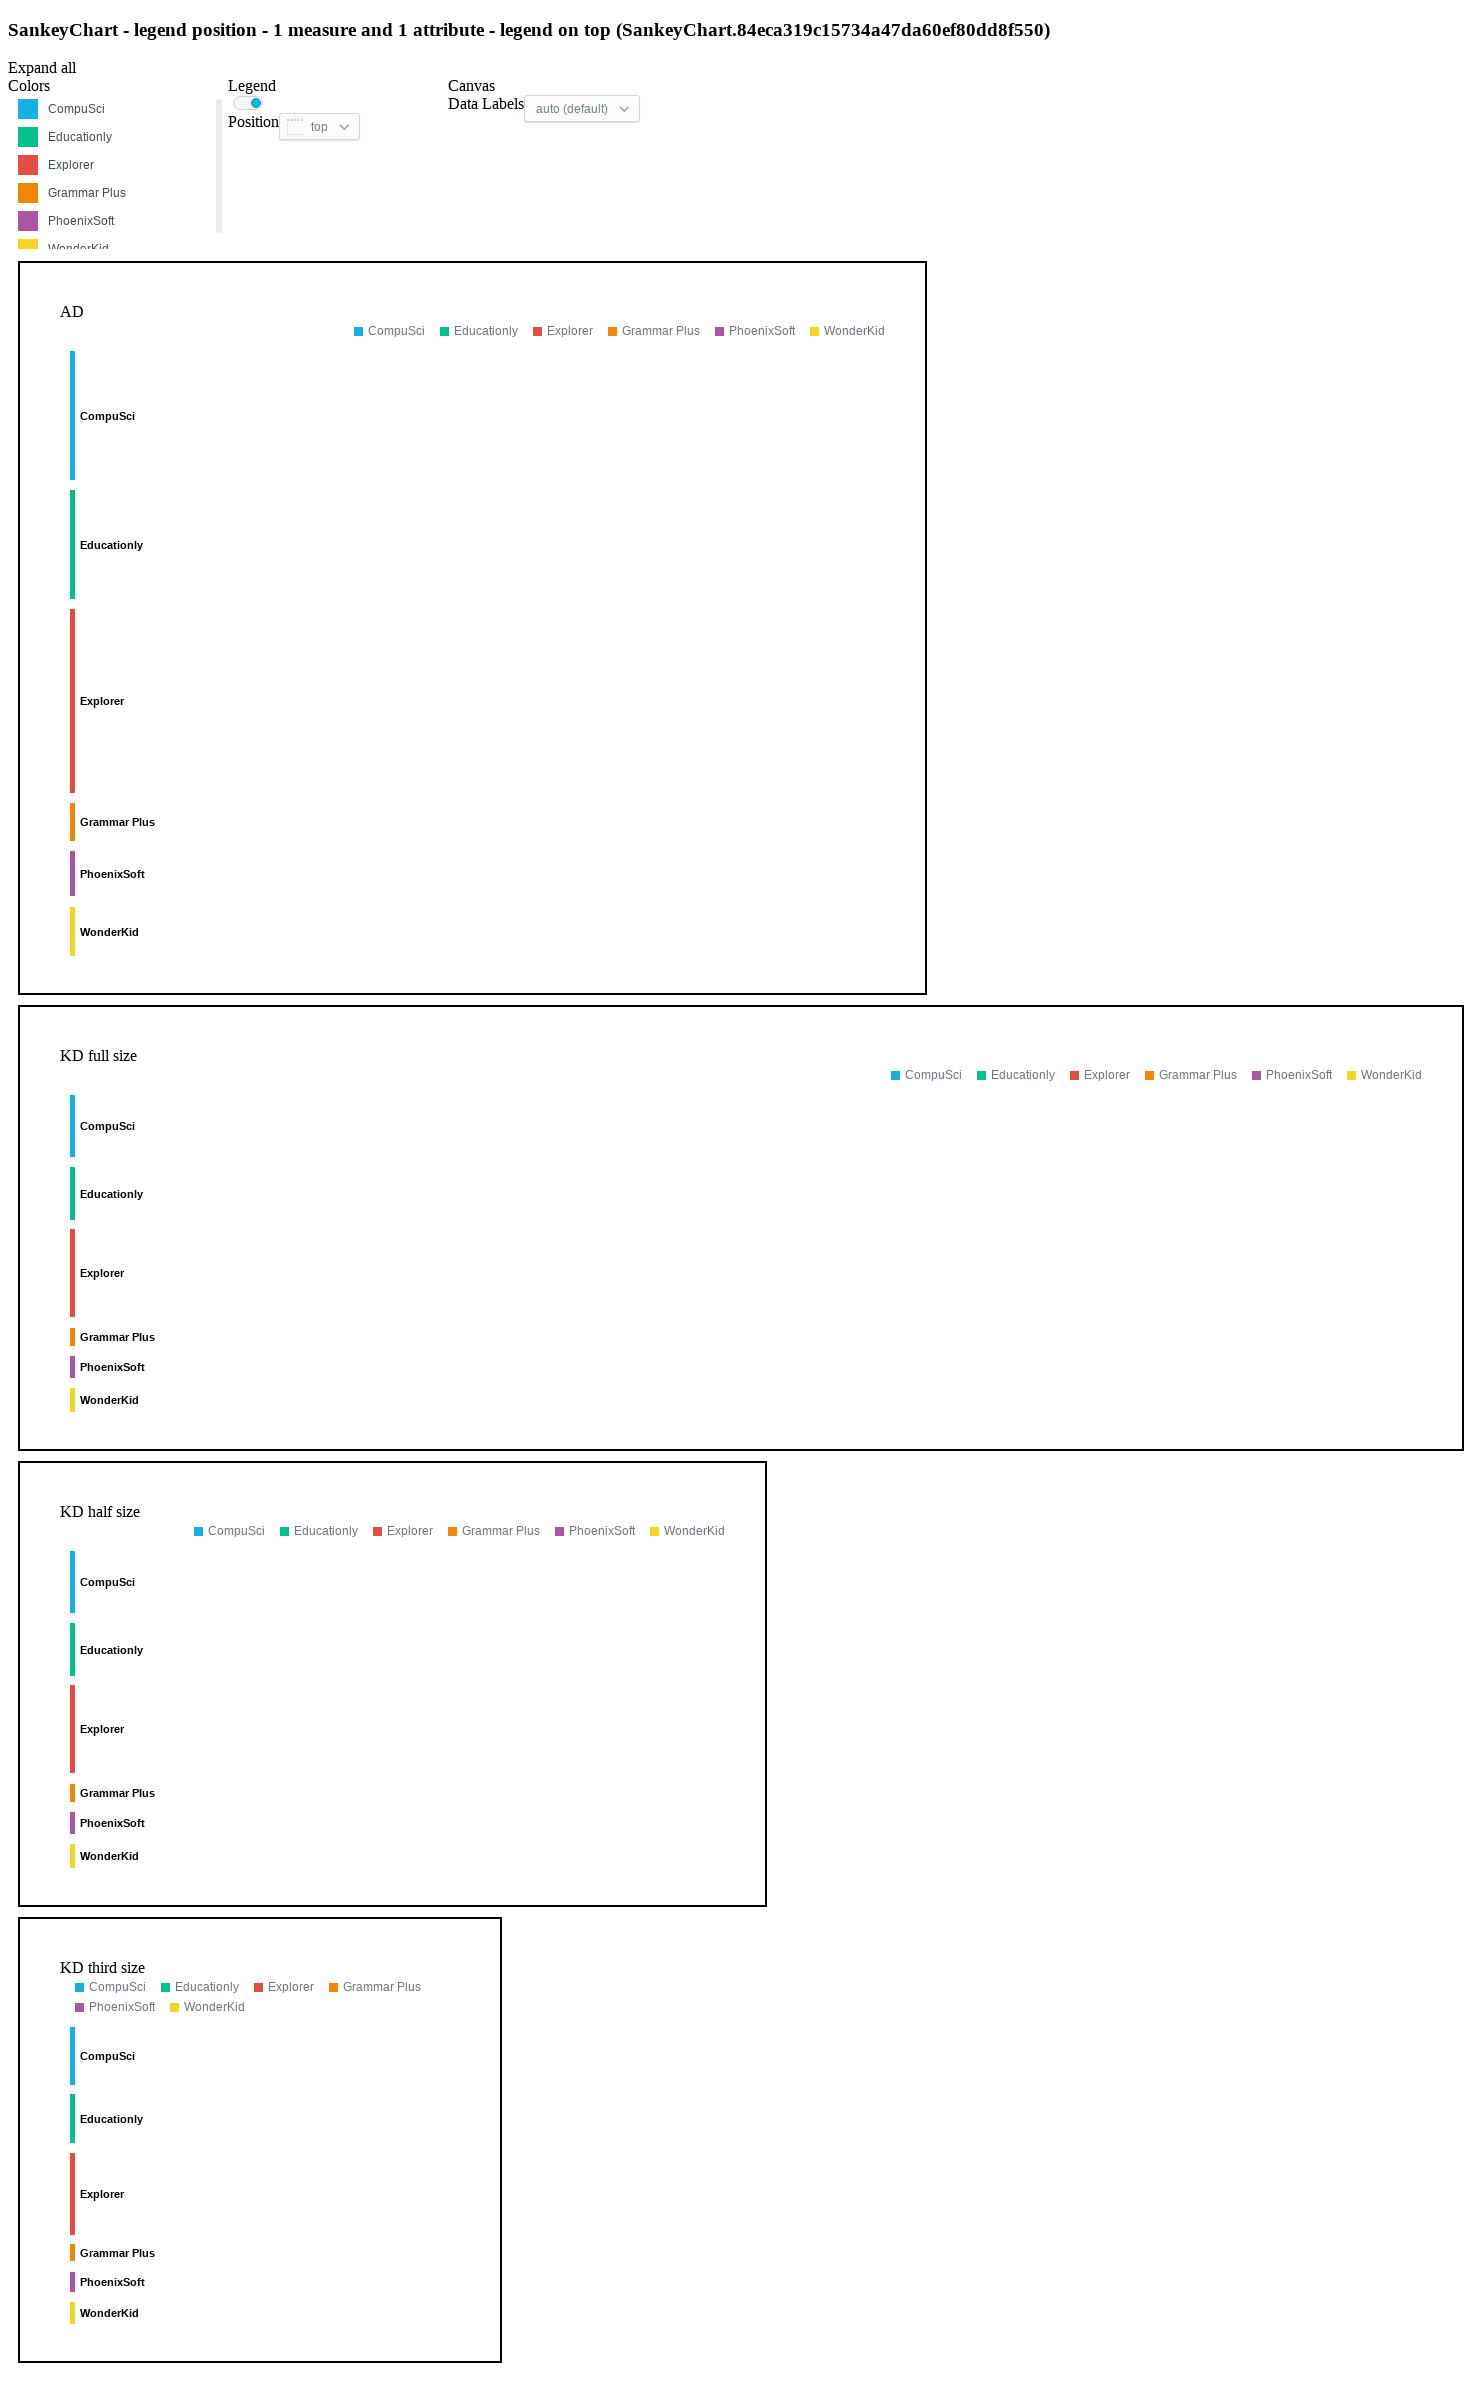 SankeyChart - legend position - 1 measure and 1 attribute - legend on top (SankeyChart.84eca319c15734a47da60ef80dd8f550)
Expand all
Colors
CompuSci
Educationly
Explorer
Grammar Plus
PhoenixSoft
WonderKid
Legend
Position top
Canvas
Data Labels auto (default)
AD
CompuSci Educationly Explorer Grammar Plus PhoenixSoft WonderKid
CompuSci
Educationly
Explorer
Grammar Plus
PhoenixSoft
WonderKid
KD full size
CompuSci Educationly Explorer Grammar Plus PhoenixSoft WonderKid
CompuSci
Educationly
Explorer
Grammar Plus
PhoenixSoft
WonderKid
KD half size
CompuSci Educationly Explorer Grammar Plus PhoenixSoft WonderKid
CompuSci
Educationly
Explorer
Grammar Plus
PhoenixSoft
WonderKid
KD third size
CompuSci Educationly Explorer Grammar Plus
PhoenixSoft WonderKid
CompuSci
Educationly
Explorer
Grammar Plus
PhoenixSoft
WonderKid